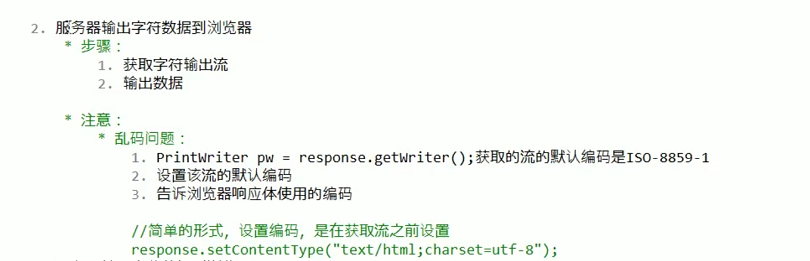 2. 服务器输出字符数据到浏览器
* 步骤：
1. 获取字符输出流
2. 输出数据
* 注意：
* 乱码问题：
1. PrintWriter pw = response.getWriter();获取的流的默认编码是ISO-8859-1
2. 设置该流的默认编码
3. 告诉浏览器响应体使用的编码
//简单的形式，设置编码，是在获取流之前设置
response.setContentType("text/html;charset=utf-8");